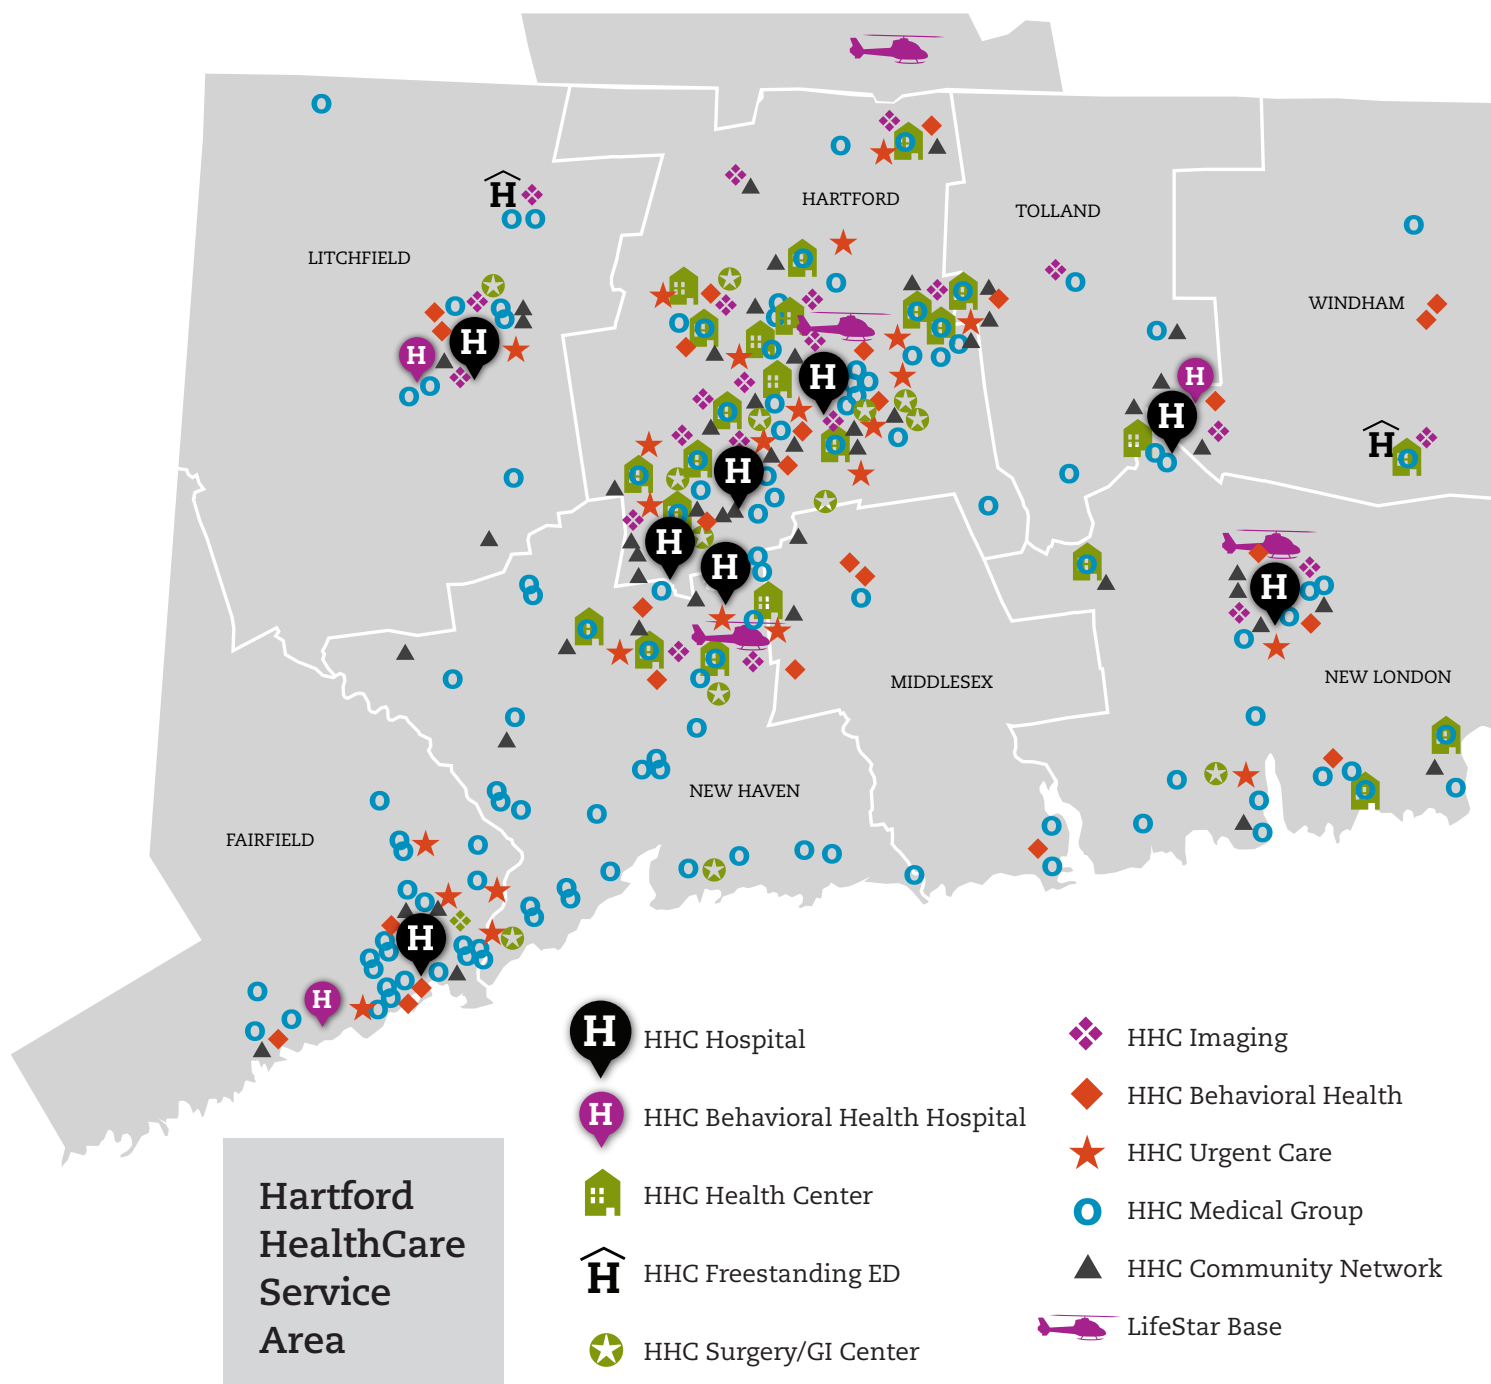 HARTFORD
TOLLAND
LITCHFIELD
WINDHAM
H
H
H
H
H
H
H
H
H
H
H
MIDDLESEX
NEW LONDON
NEW HAVEN
FAIRFIELD
H
H
H HHC Hospital
H HHC Behavioral Health Hospital
HHC Health Center
H HHC Freestanding ED
HHC Surgery/GI Center
HHC Imaging
HHC Behavioral Health
HHC Urgent Care
HHC Medical Group
HHC Community Network
LifeStar Base
Hartford
HealthCare
Service
Area